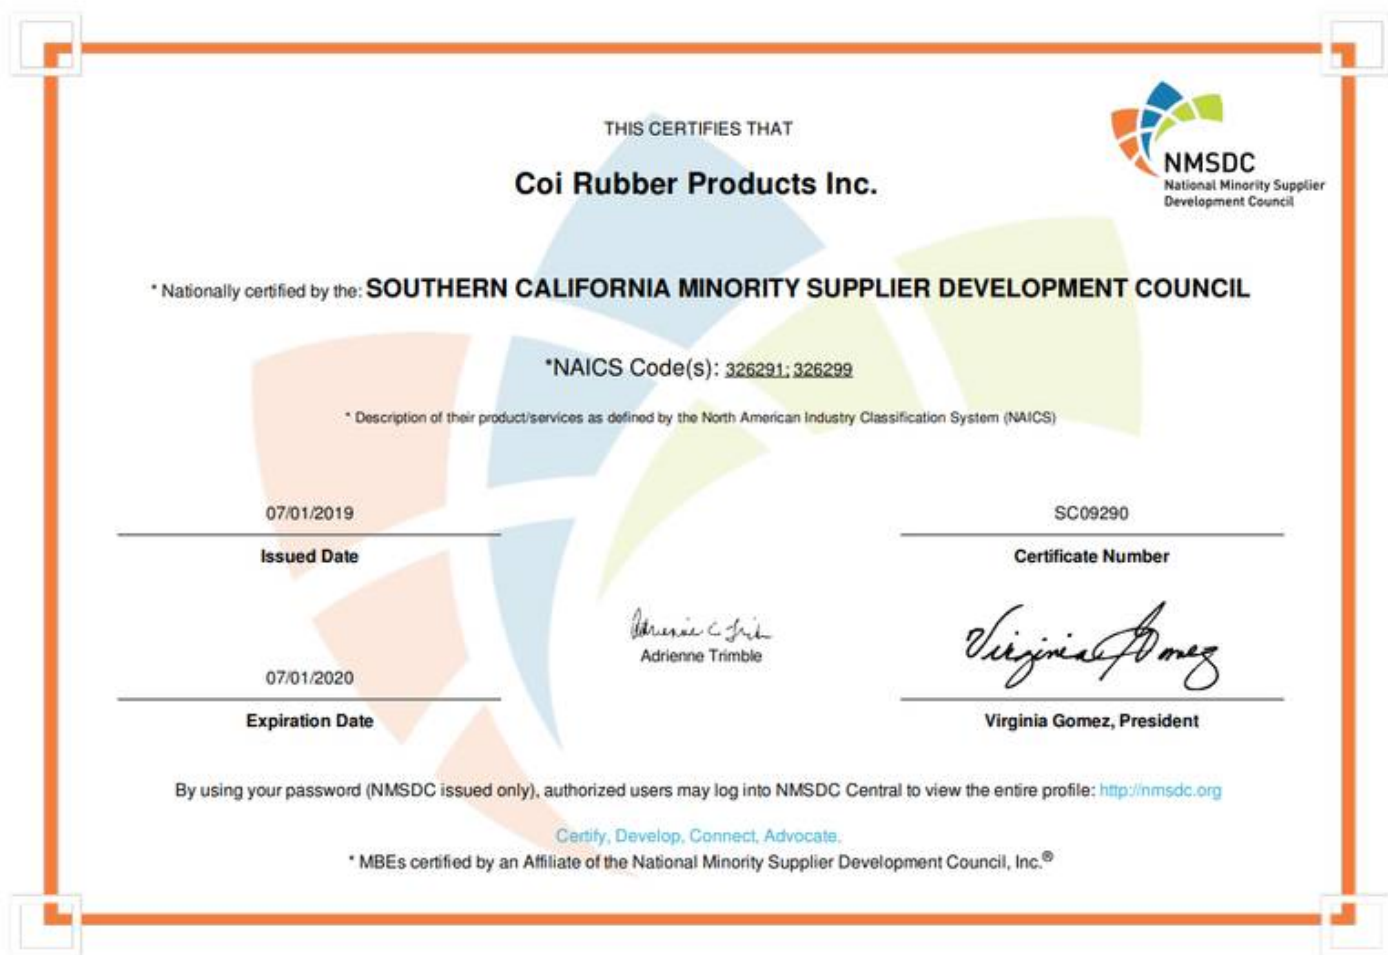 THIS CERTIFIES THAT
NMSDC
National Minority Supplier
Development Council
Coi Rubber Products Inc.
* Nationally certified by the: SOUTHERN CALIFORNIA MINORITY SUPPLIER DEVELOPMENT COUNCIL
*NAICS Code(s): 326291; 326299
* Description of their product/services as defined by the North American Industry Classification System (NAICS)
07/01/2019
Issued Date
SC09290
Certificate Number
Adrienne Trimble
07/01/2020
Expiration Date
Virginia Gomez
Virginia Gomez, President
By using your password (NMSDC issued only), authorized users may log into NMSDC Central to view the entire profile: http://nmsdc.org
Certify, Develop, Connect, Advocate.
* MBEs certified by an Affiliate of the National Minority Supplier Development Council, Inc.®